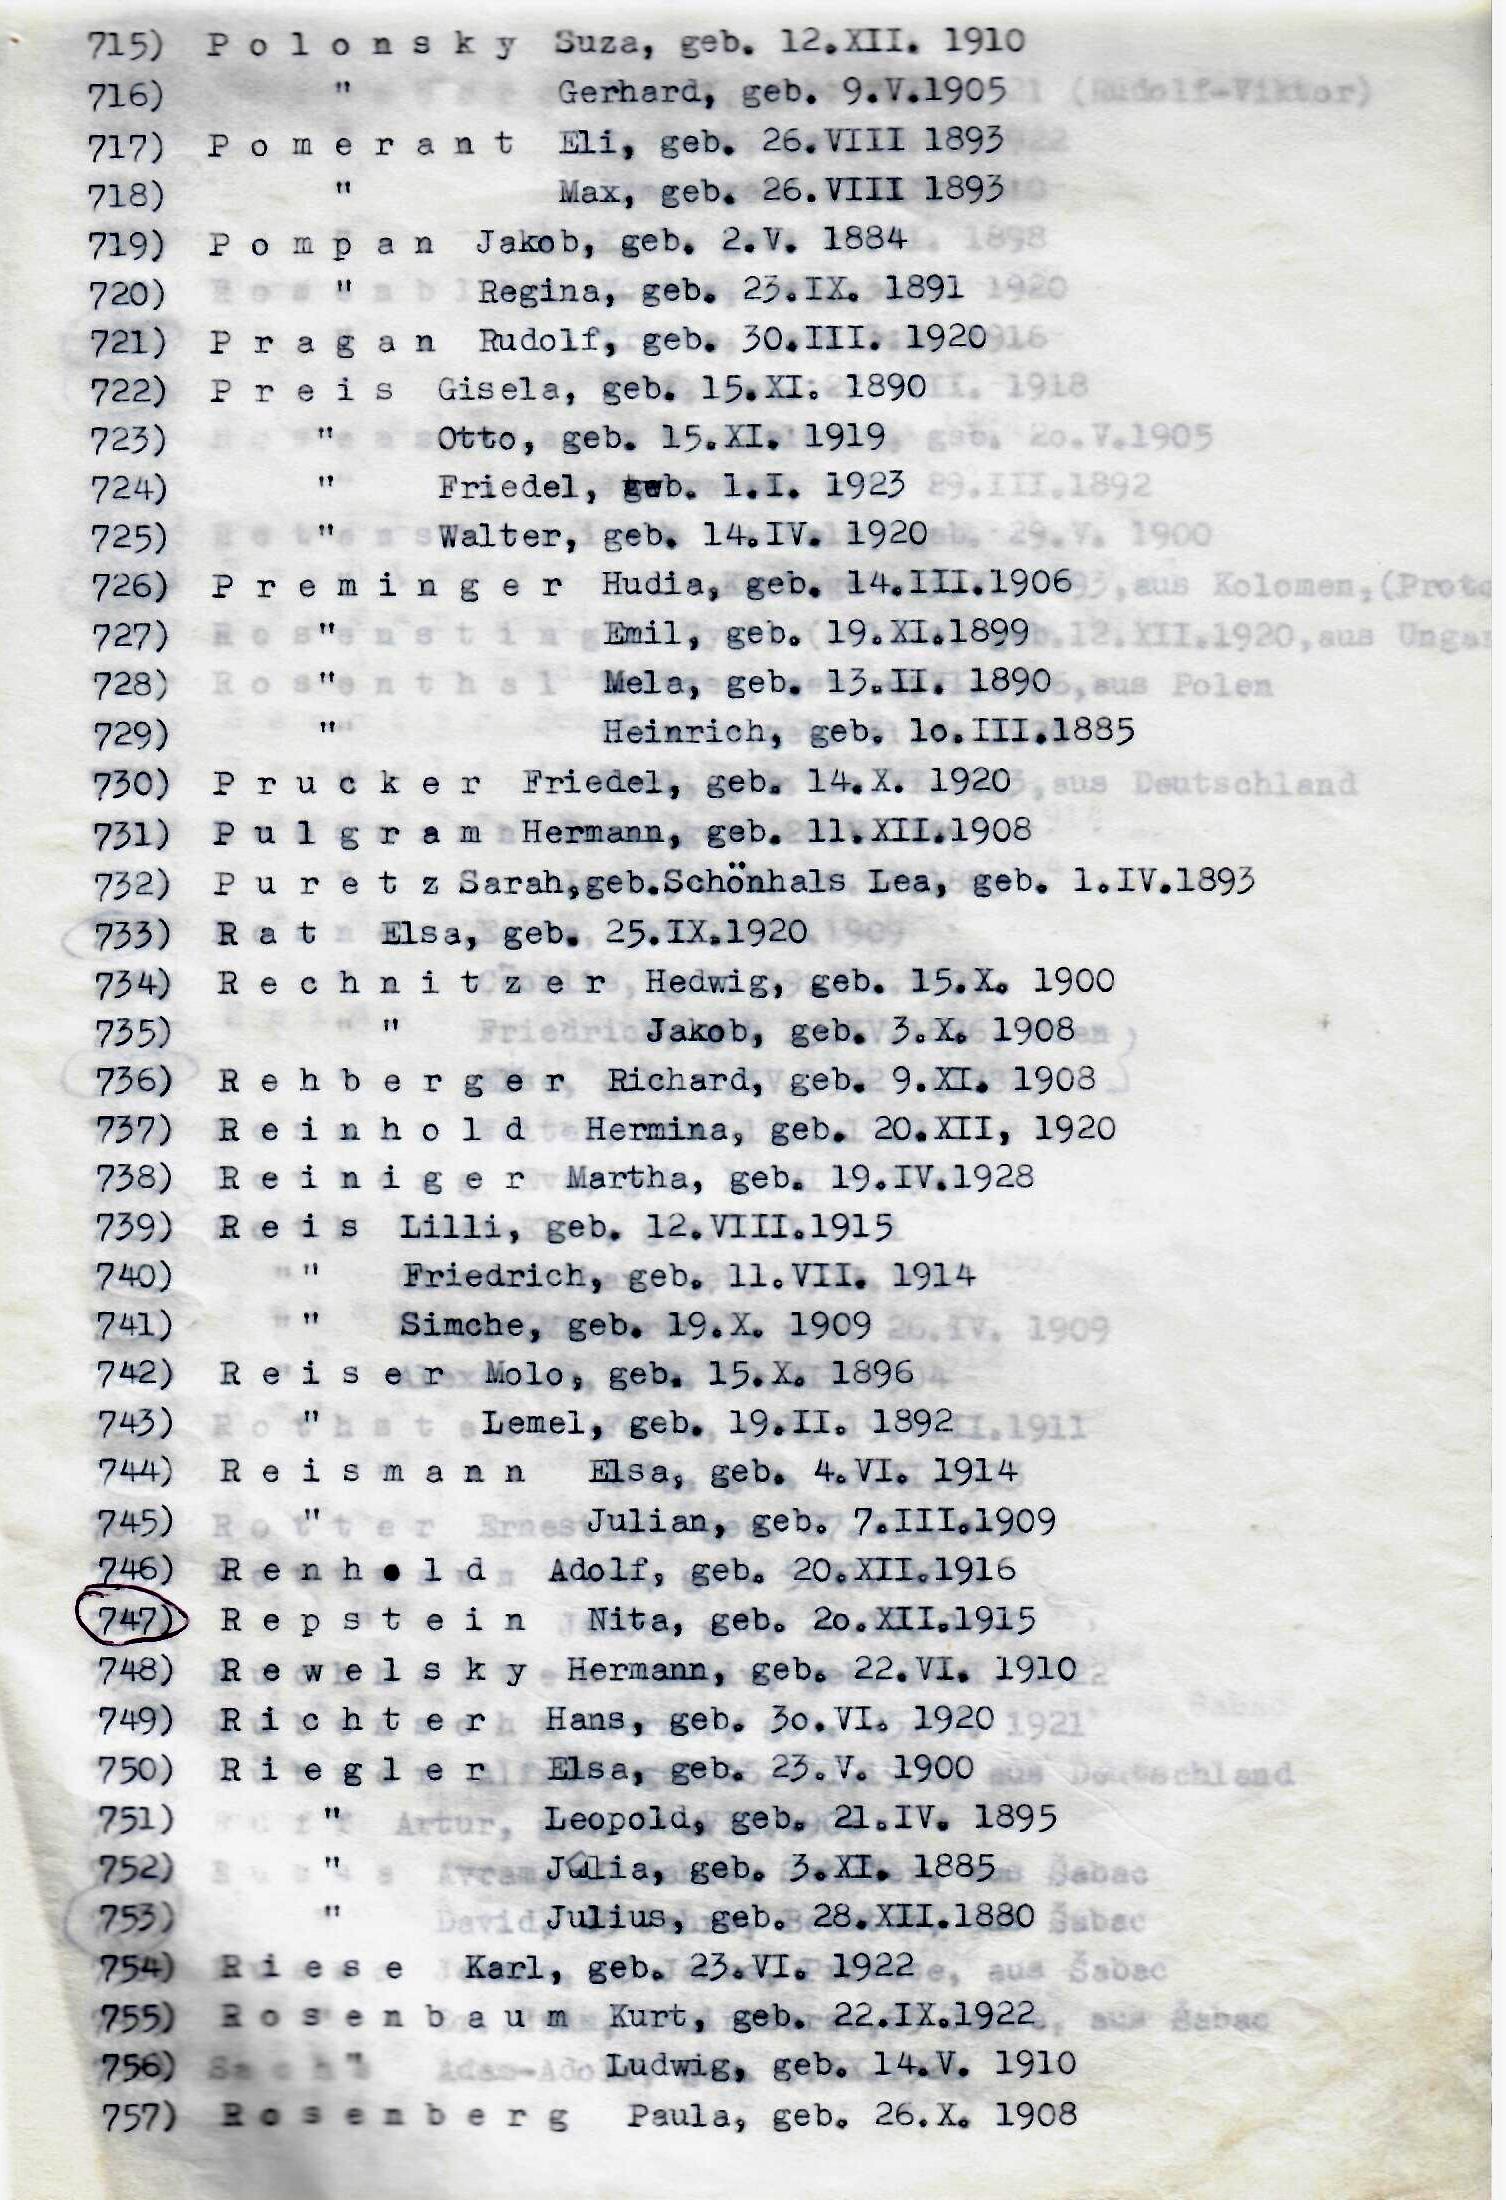 715) P o l o n s k y Suza, geb. 12.XII. 1910
716) " Gerhard, geb. 9.V.1905
717) P o m e r a n t Eli, geb. 26.VIII 1893
718) " Max, geb. 26.VIII 1893
719) P o m p a n Jakob, geb. 2.V. 1884
720) " Regina, geb. 23.IX. 1891
721) P r a g a n Rudolf, geb. 30.III. 1920
722) P r e i s Gisela, geb. 15.XI. 1890
723) " Otto, geb. 15.XI. 1919
724) " Friedel, geb. 1.I. 1923
725) " Walter, geb. 14.IV. 1920
726) P r e m i n g e r Hudia, geb. 14.III.1906
727) " Emil, geb. 19.XI.1899
728) " Mela, geb. 13.II. 1890
729) " Heinrich, geb. lo.III.1885
730) P r u c k e r Friedel, geb. 14.X. 1920
731) P u l g r a m Hermann, geb. 11.XII.1908
732) P u r e t z Sarah,geb.Schönhals Lea, geb. 1.IV.1893
733) R a t Elsa, geb. 25.IX.1920
734) R e c h n i t z e r Hedwig, geb. 15.X. 1900
735) " Jakob, geb. 3.X. 1908
736) R e h b e r g e r Richard, geb. 9.XI. 1908
737) R e i n h o l d Hermina, geb. 20.XII, 1920
738) R e i n i g e r Martha, geb. 19.IV.1928
739) R e i s Lilli, geb. 12.VIII.1915
740) " Friedrich, geb. 11.VII. 1914
741) " Simche, geb. 19.X. 1909
742) R e i s e r Molo, geb. 15.X. 1896
743) " Lemel, geb. 19.II. 1892
744) R e i s m a n n Elsa, geb. 4.VI. 1914
745) " Julian, geb. 7.III.1909
746) R e n h o l d Adolf, geb. 20.XII.1916
747) R e p s t e i n Nita, geb. 2o.XII.1915
748) R e w e l s k y Hermann, geb. 22.VI. 1910
749) R i c h t e r Hans, geb. 3o.VI. 1920
750) R i e g l e r Elsa, geb. 23.V. 1900
751) " Leopold, geb. 21.IV. 1895
752) " Julia, geb. 3.XI. 1885
753) " Julius, geb. 28.XII.1880
754) R i e s e Karl, geb. 23.VI. 1922
755) R o s e n b a u m Kurt, geb. 22.IX.1922
756) " Ludwig, geb. 14.V. 1910
757) R o s e n b e r g Paula, geb. 26.X. 1908